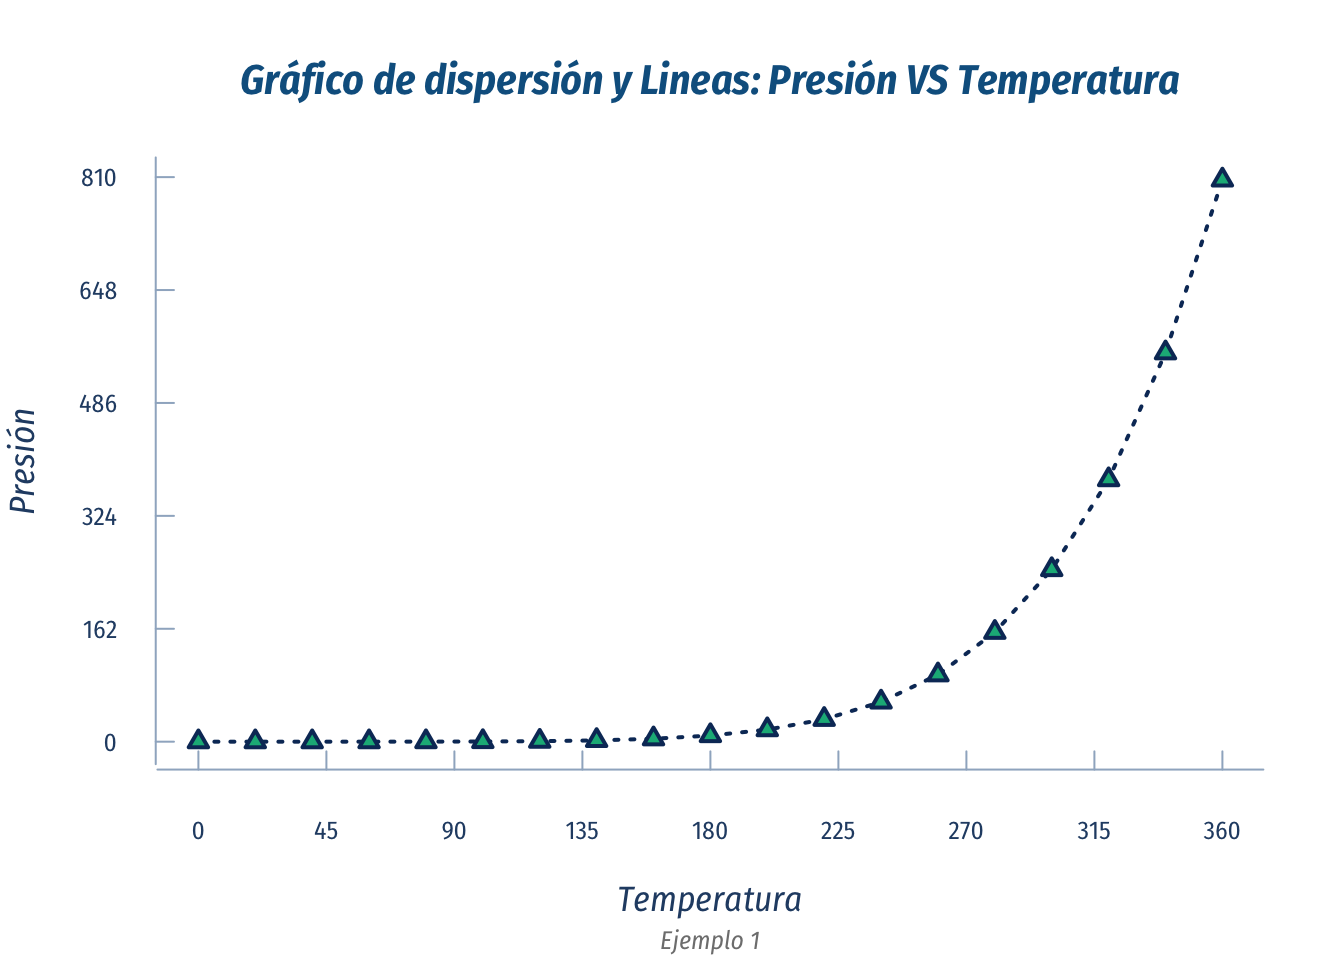 Gráfico de dispersión y Lineas: Presión VS Temperatura
810
648
486
324
162
0
Presión
0 45 90 135 180 225 270 315 360
Temperatura
Ejemplo 1